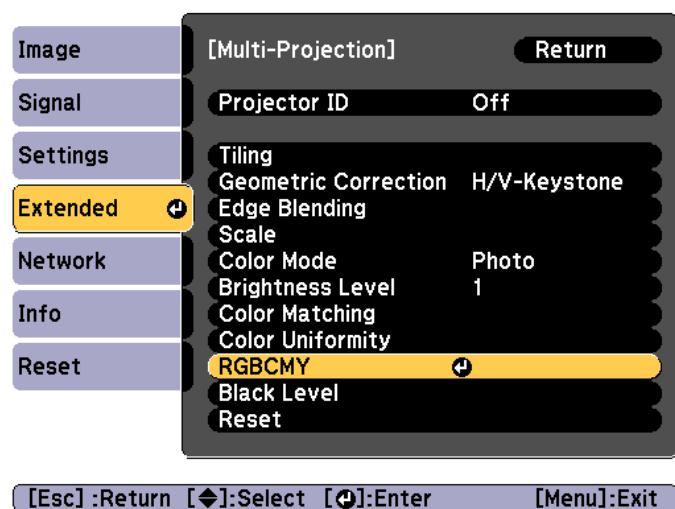 Image
Signal
Settings
Extended
Network
Info
Reset
[Multi-Projection] Return
Projector ID Off
Tiling
Geometric Correction H/V-Keystone
Edge Blending
Scale
Color Mode Photo
Brightness Level 1
Color Matching
Color Uniformity
RGBCMY
Black Level
Reset
[Esc] :Return [◆]:Select [⏎]:Enter [Menu]:Exit